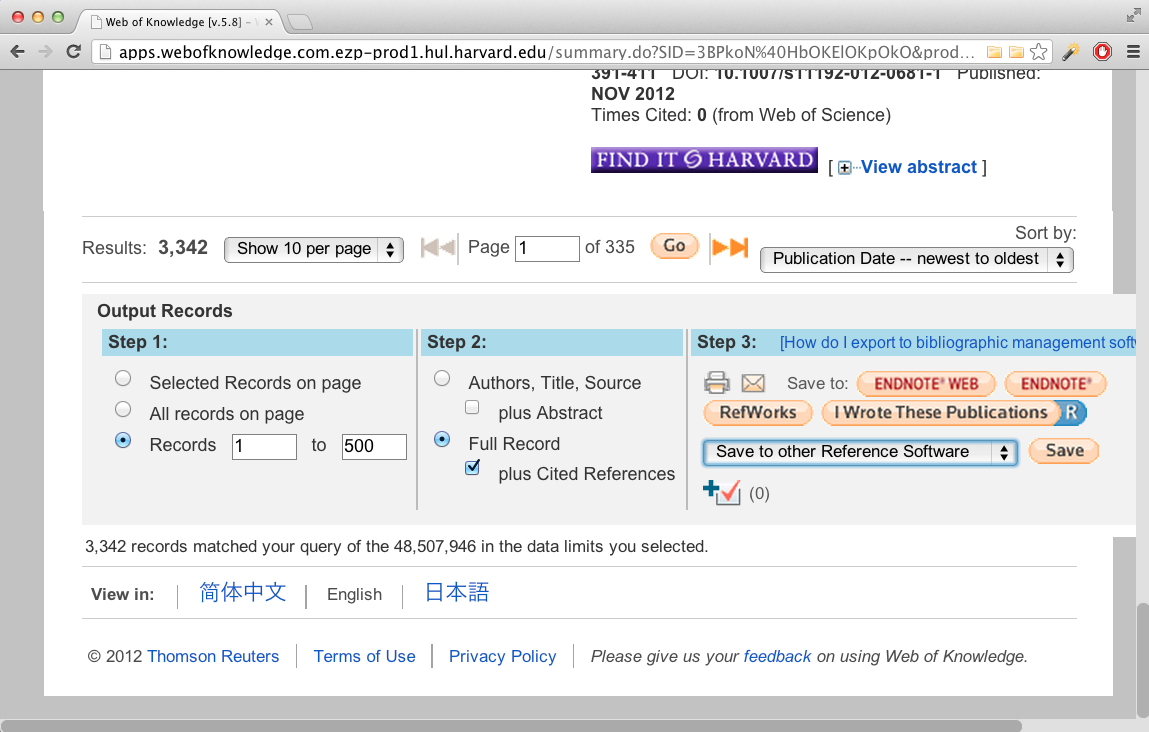 Web of Knowledge [v.5.8] –
apps.webofknowledge.com.ezp-prod1.hul.harvard.edu/summary.do?SID=3BPkoN%40HbOKElOKpOkO&prod...
391-411 DOI: 10.1007/s11192-012-0681-1 Published:
NOV 2012
Times Cited: 0 (from Web of Science)
FIND IT @ HARVARD [ + View abstract ]
Sort by:
Results: 3,342 Show 10 per page Page 1 of 335 Go Publication Date -- newest to oldest
Output Records
Step 1: Step 2: Step 3: [How do I export to bibliographic management soft
Selected Records on page Authors, Title, Source Save to: ENDNOTE® WEB ENDNOTE®
All records on page plus Abstract RefWorks I Wrote These Publications R
Records 1 to 500 Full Record Save to other Reference Software Save
plus Cited References
(0)
3,342 records matched your query of the 48,507,946 in the data limits you selected.
View in: 简体中文 English 日本語
© 2012 Thomson Reuters Terms of Use Privacy Policy Please give us your feedback on using Web of Knowledge.